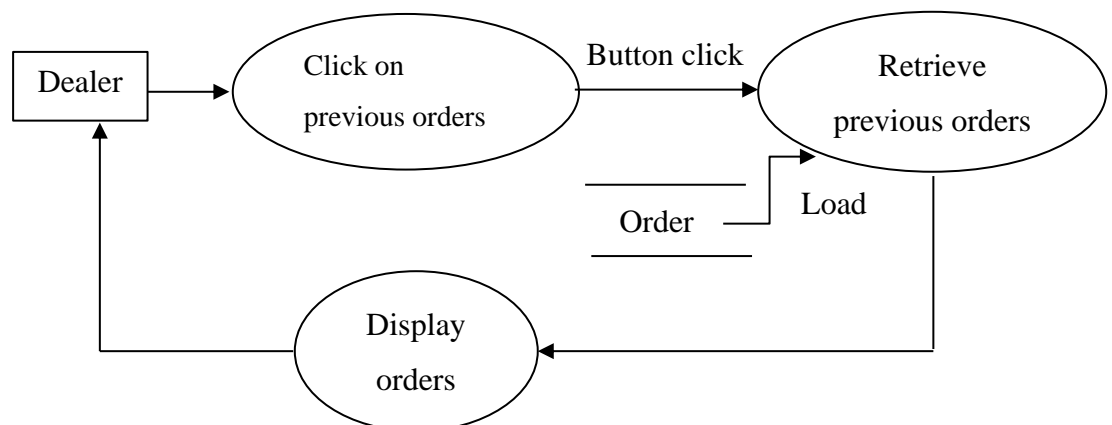 Dealer
Click on
previous orders
Button click
Retrieve
previous orders
Order
Load
Display
orders